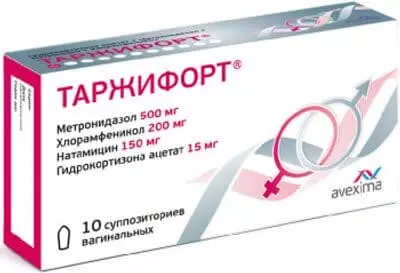 ТАРЖИФОРТ®
Метронидазол 500 мг
Хлорамфеникол 200 мг
Натамицин 150 мг
Гидрокортизона ацетат 15 мг
10 суппозиториев
вагинальных
avexima